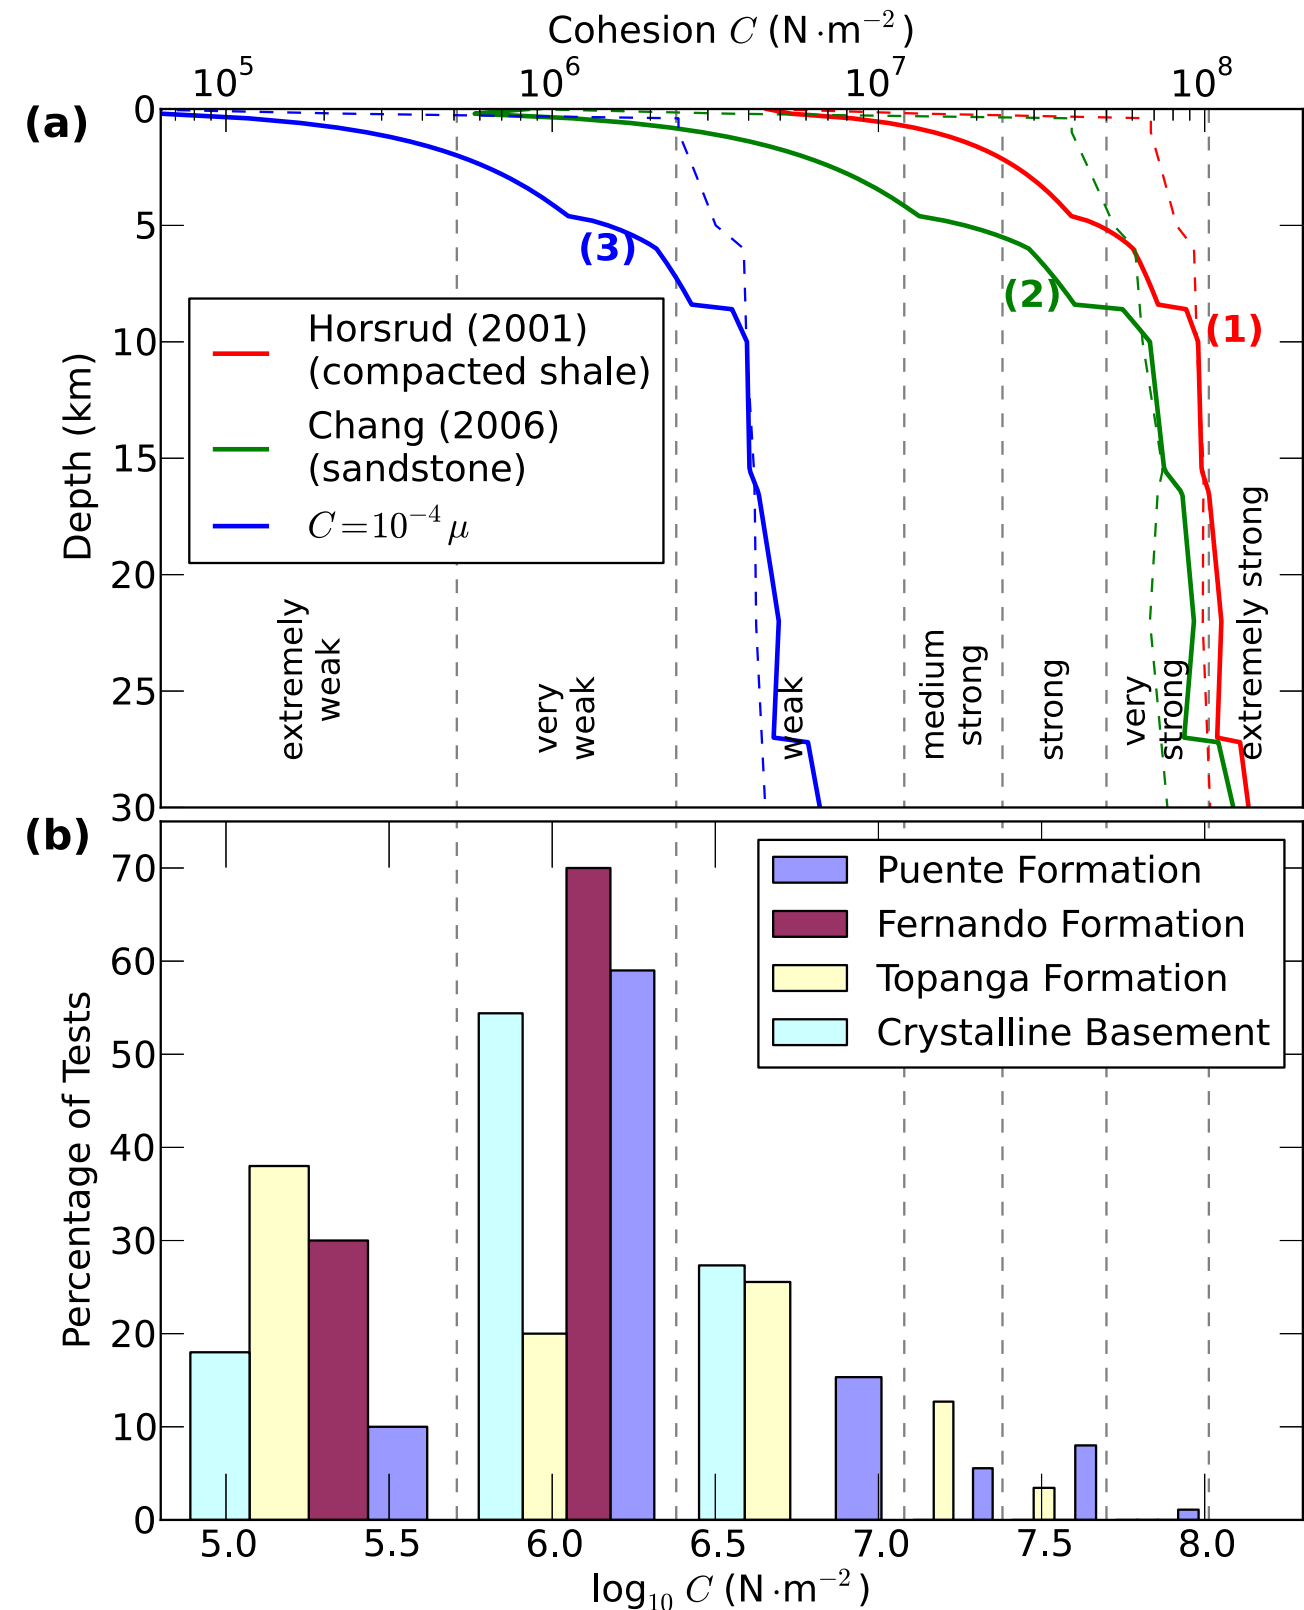 Cohesion C (N·m⁻²)
10⁵ 10⁶ 10⁷ 10⁸
(a)
0
5
10
15
20
25
30
Depth (km)
(1)
(2)
(3)
Horsrud (2001)
(compacted shale)
Chang (2006)
(sandstone)
C=10⁻⁴ μ
extremely
weak
very
weak
weak
medium
strong
strong
very
strong
extremely strong
(b)
70
60
50
40
30
20
10
0
Percentage of Tests
Puente Formation
Fernando Formation
Topanga Formation
Crystalline Basement
5.0 5.5 6.0 6.5 7.0 7.5 8.0
log₁₀ C (N·m⁻²)